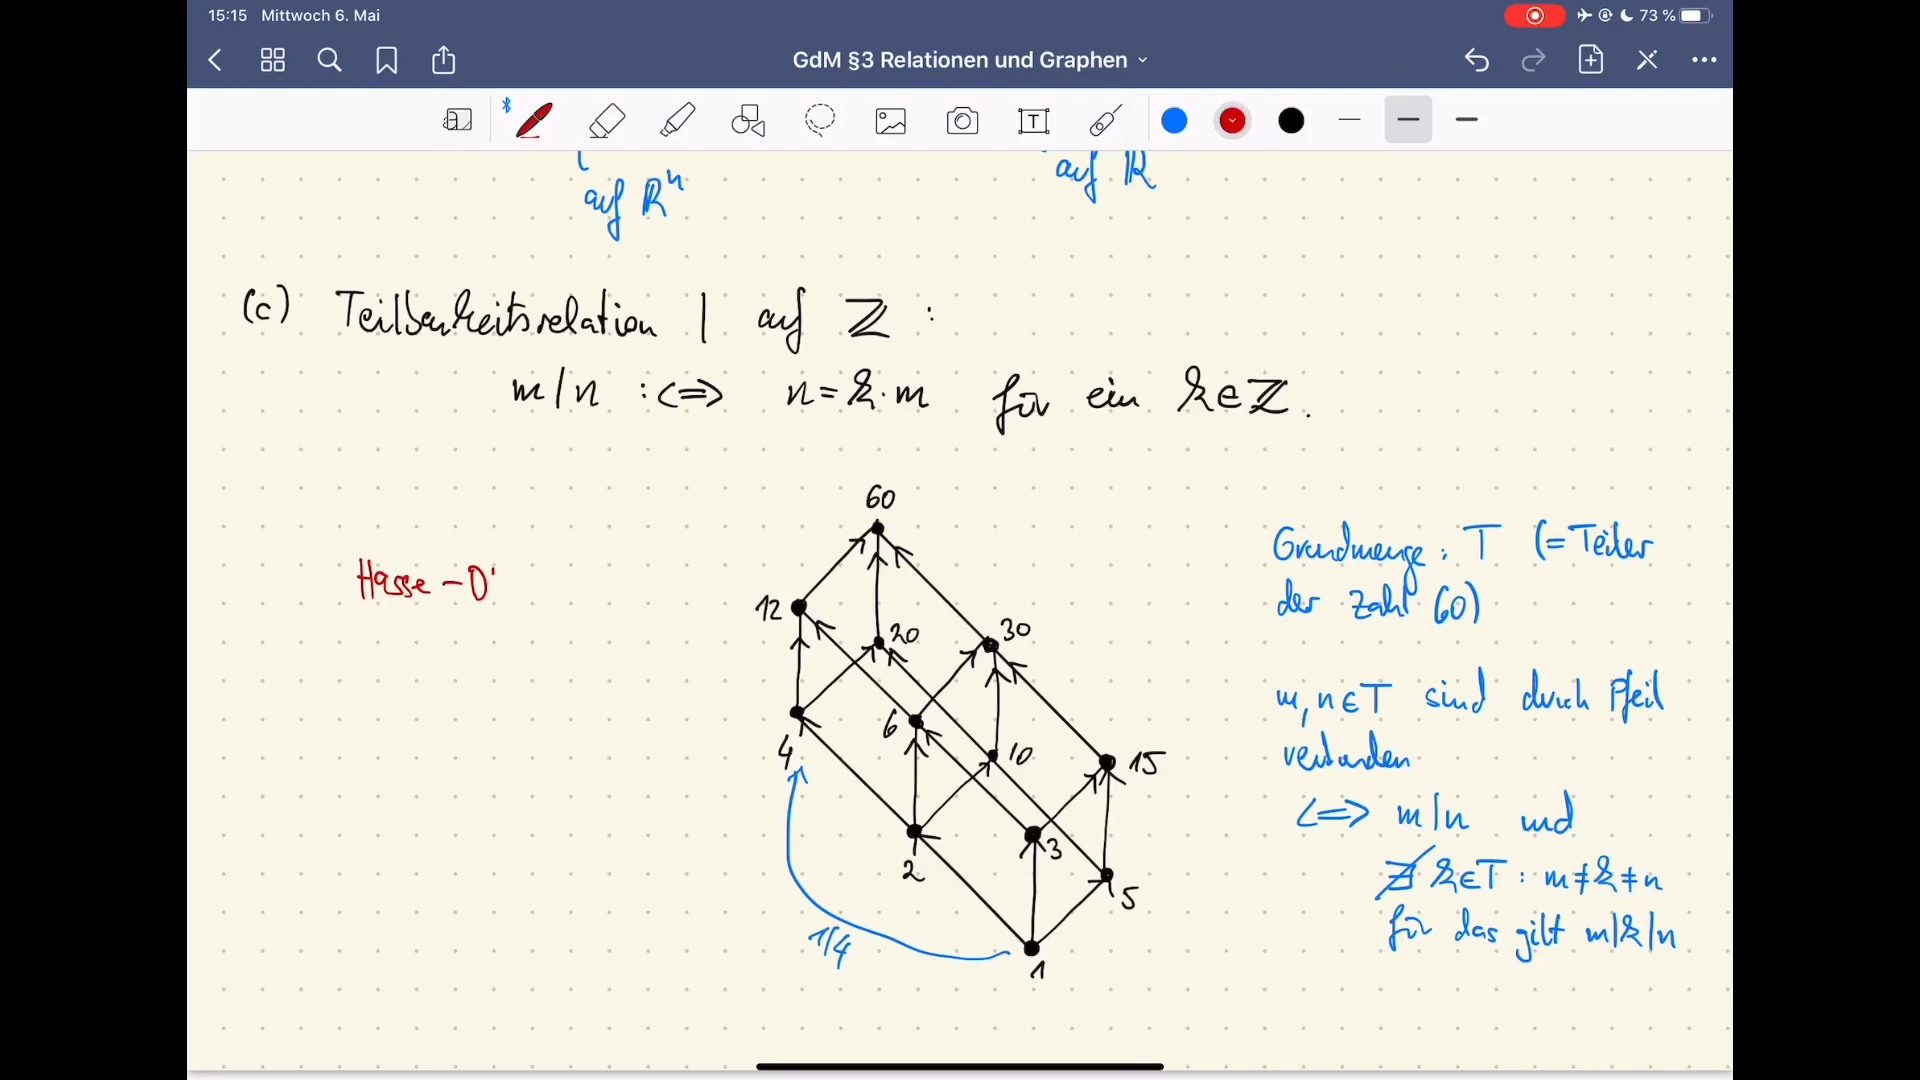 15:15 Mittwoch 6. Mai
73 %
GdM §3 Relationen und Graphen
auf ℝⁿ
auf ℝ
(c) Teilbarkeitsrelation | auf ℤ :
m|n :⟺ n = k·m für ein k∈ℤ.
60
12
20
30
4
6
10
15
2
3
5
1
1|4
Hasse-D
Grundmenge: T (=Teiler
der Zahl 60)
m,n∈T sind durch Pfeil
verbunden
⟺ m|n und
∄ k∈T : m≠k≠n
für das gilt m|k|n